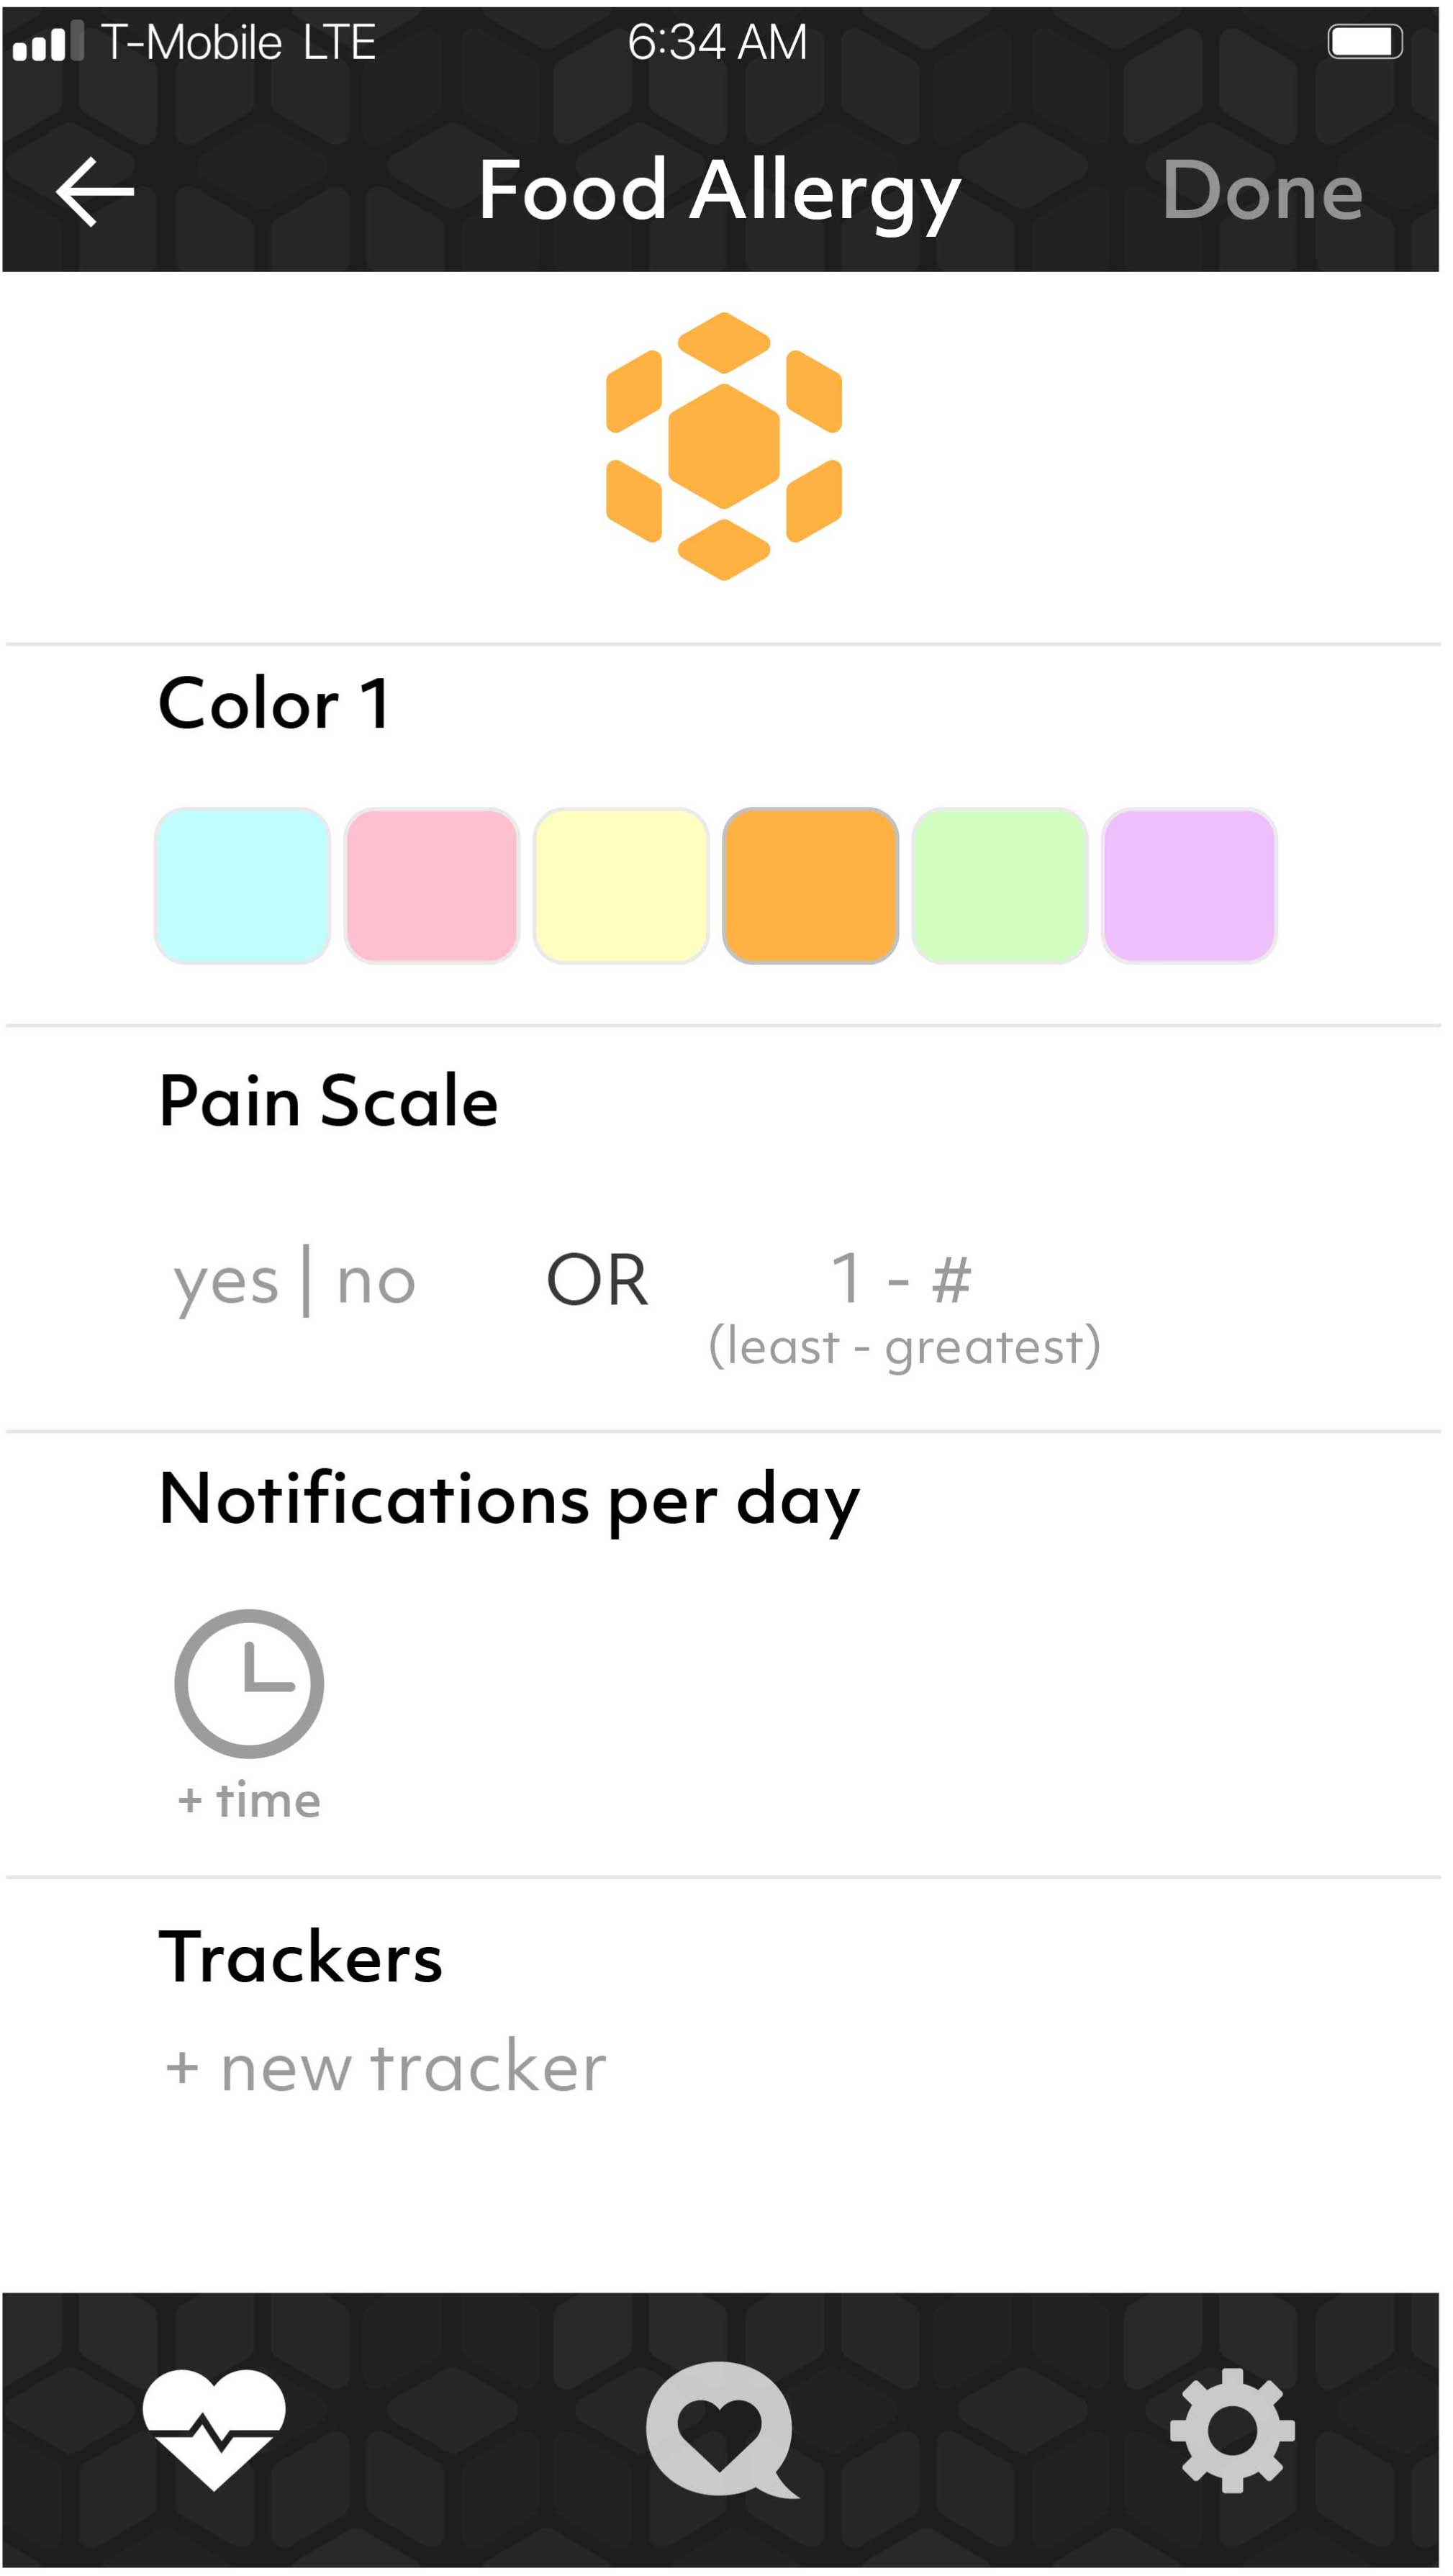 T-Mobile LTE 6:34 AM
Food Allergy Done
Color 1
Pain Scale
yes | no OR 1 - #
(least - greatest)
Notifications per day
+ time
Trackers
+ new tracker